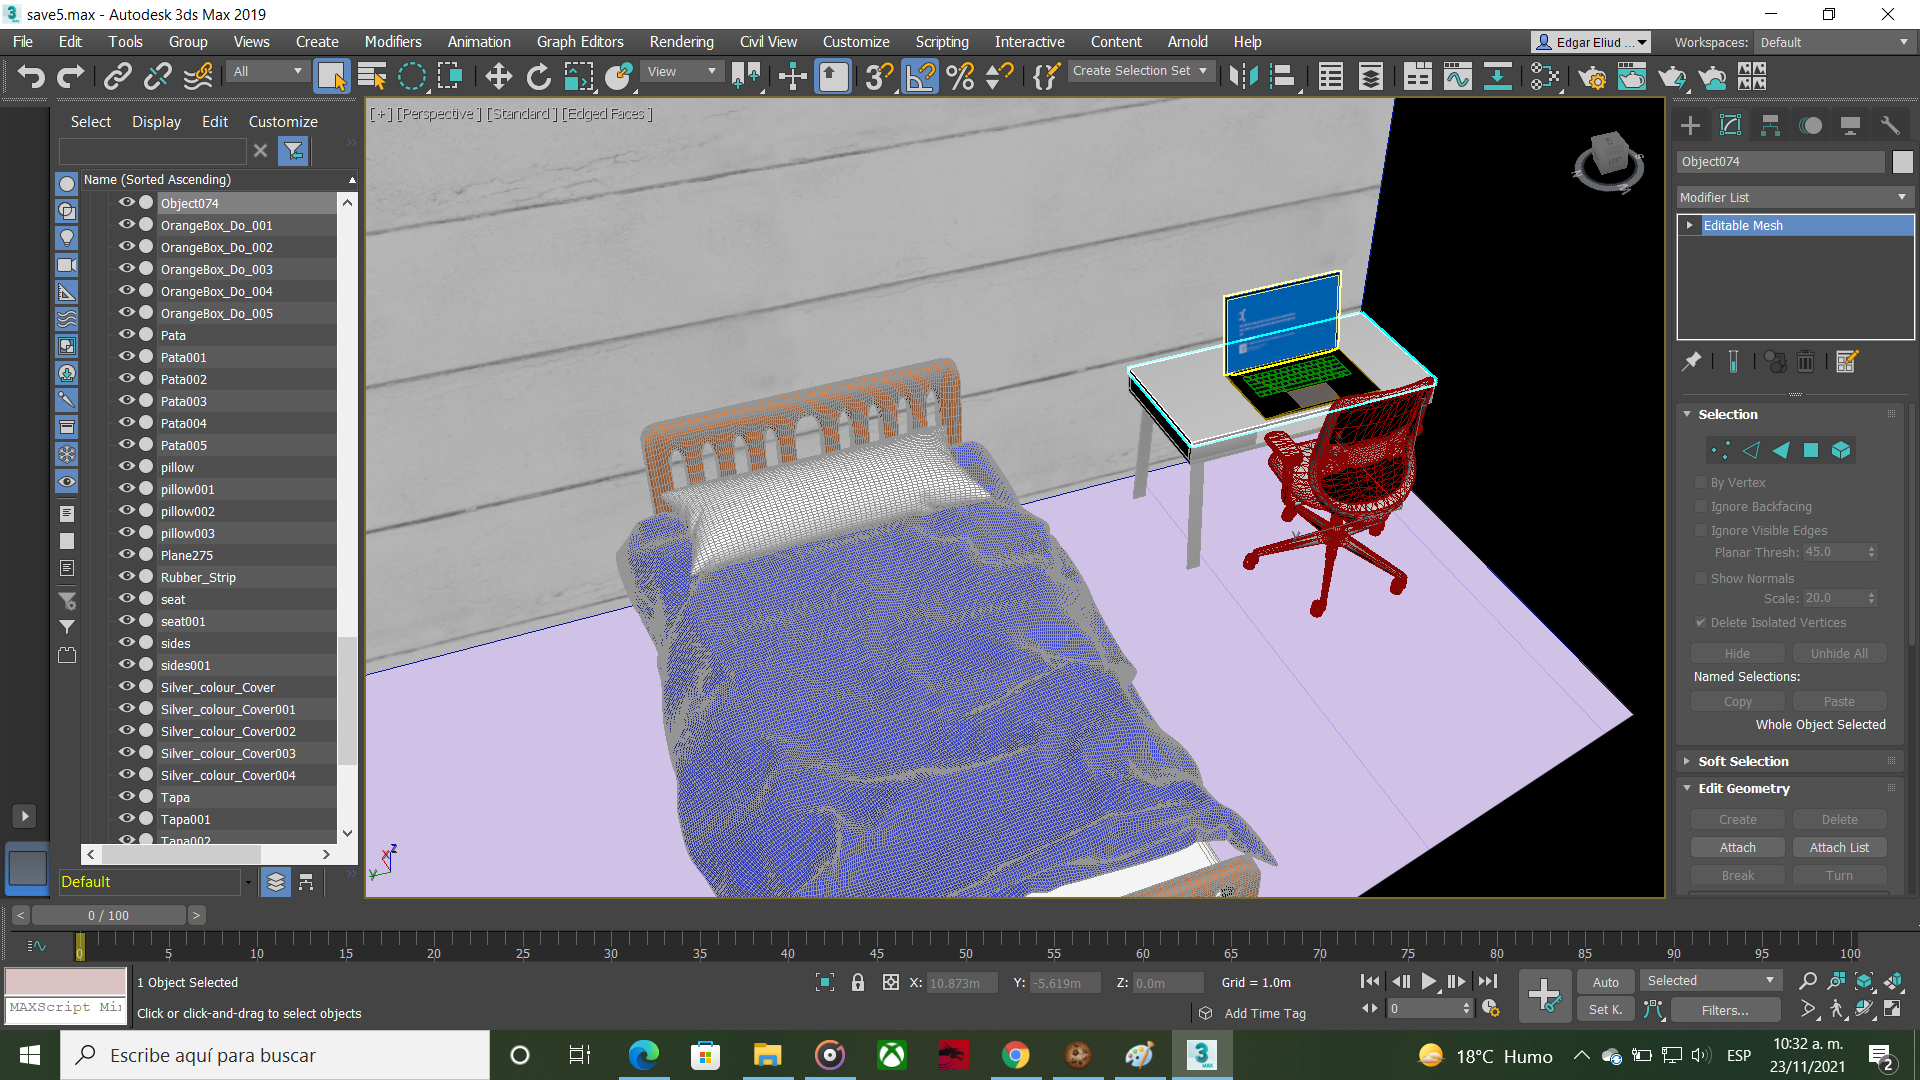 save5.max - Autodesk 3ds Max 2019
File Edit Tools Group Views Create Modifiers Animation Graph Editors Rendering Civil View Customize Scripting Interactive Content Arnold Help
Edgar Eliud ...
Workspaces: Default
All
View
Create Selection Set
Select Display Edit Customize
Name (Sorted Ascending)
Object074
OrangeBox_Do_001
OrangeBox_Do_002
OrangeBox_Do_003
OrangeBox_Do_004
OrangeBox_Do_005
Pata
Pata001
Pata002
Pata003
Pata004
Pata005
pillow
pillow001
pillow002
pillow003
Plane275
Rubber_Strip
seat
seat001
sides
sides001
Silver_colour_Cover
Silver_colour_Cover001
Silver_colour_Cover002
Silver_colour_Cover003
Silver_colour_Cover004
Tapa
Tapa001
Tapa002
Default
[+] [Perspective] [Standard] [Edged Faces]
Object074
Modifier List
Editable Mesh
Selection
By Vertex
Ignore Backfacing
Ignore Visible Edges
Planar Thresh: 45.0
Show Normals
Scale: 20.0
Delete Isolated Vertices
Hide Unhide All
Named Selections:
Copy Paste
Whole Object Selected
Soft Selection
Edit Geometry
Create Delete
Attach Attach List
Break Turn
0 / 100
0 5 10 15 20 25 30 35 40 45 50 55 60 65 70 75 80 85 90 95 100
1 Object Selected
X: 10.873m Y: -5.619m Z: 0.0m Grid = 1.0m
Auto Selected
MAXScript Mi
Click or click-and-drag to select objects
Add Time Tag
0
Set K. Filters...
Escribe aquí para buscar
18°C Humo
ESP
10:32 a. m.
23/11/2021
2